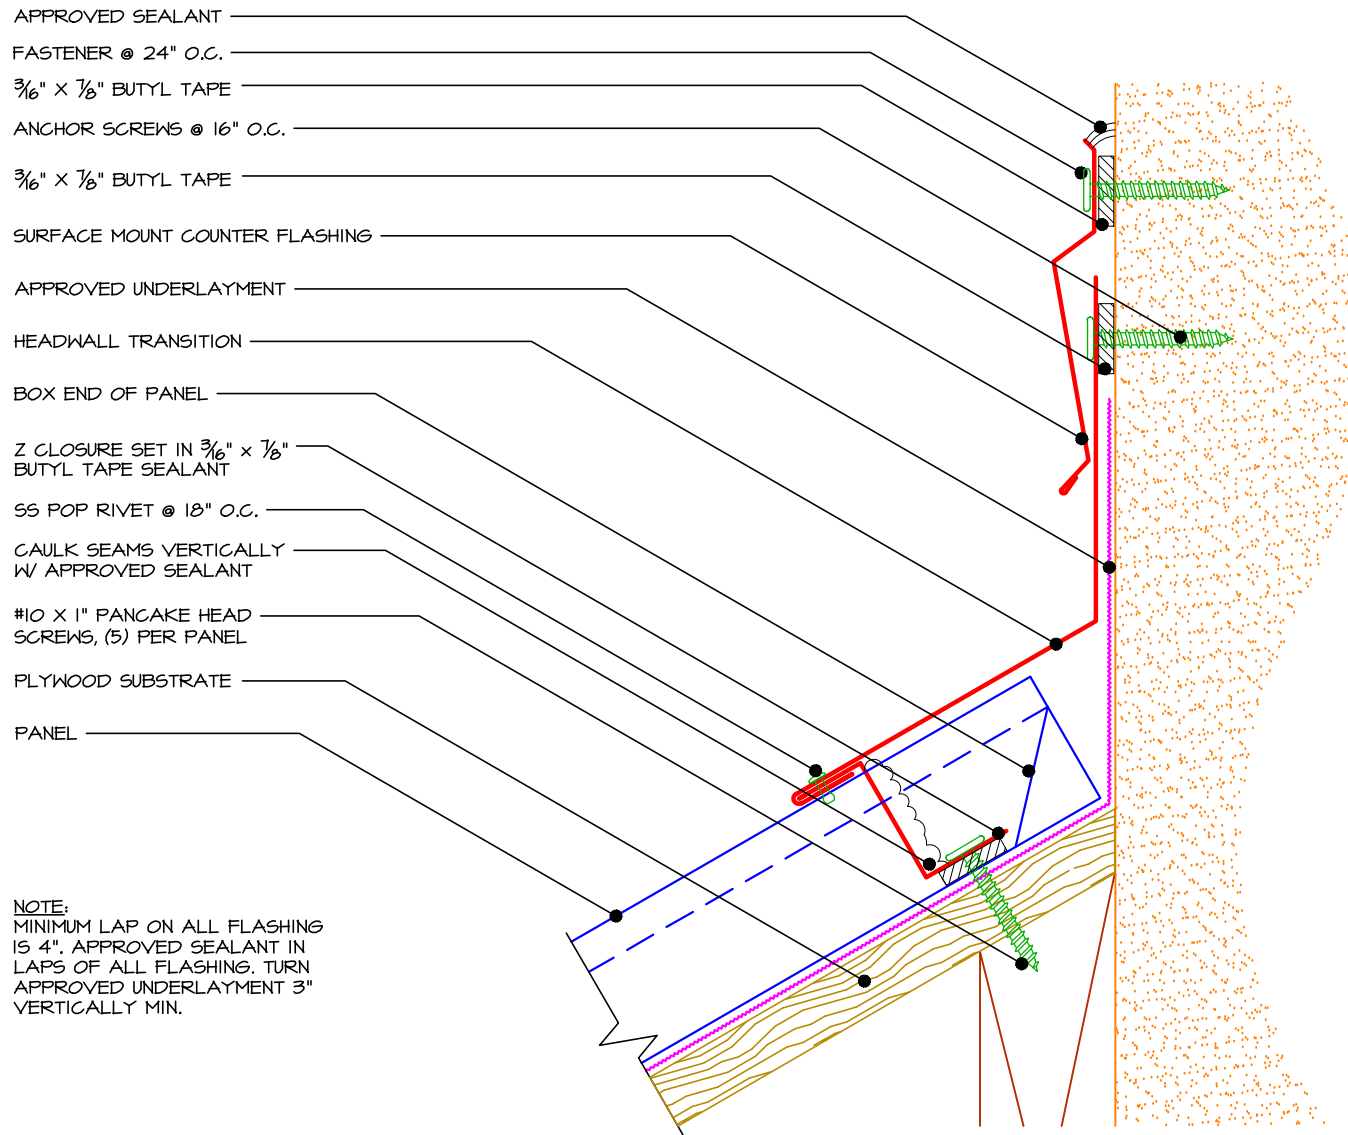 APPROVED SEALANT
FASTENER @ 24" O.C.
3/16" X 7/8" BUTYL TAPE
ANCHOR SCREWS @ 16" O.C.
3/16" X 7/8" BUTYL TAPE
SURFACE MOUNT COUNTER FLASHING
APPROVED UNDERLAYMENT
HEADWALL TRANSITION
BOX END OF PANEL
Z CLOSURE SET IN 3/16" x 7/8"
BUTYL TAPE SEALANT
SS POP RIVET @ 18" O.C.
CAULK SEAMS VERTICALLY
W/ APPROVED SEALANT
#10 X 1" PANCAKE HEAD
SCREWS, (5) PER PANEL
PLYWOOD SUBSTRATE
PANEL
NOTE:
MINIMUM LAP ON ALL FLASHING
IS 4". APPROVED SEALANT IN
LAPS OF ALL FLASHING. TURN
APPROVED UNDERLAYMENT 3"
VERTICALLY MIN.